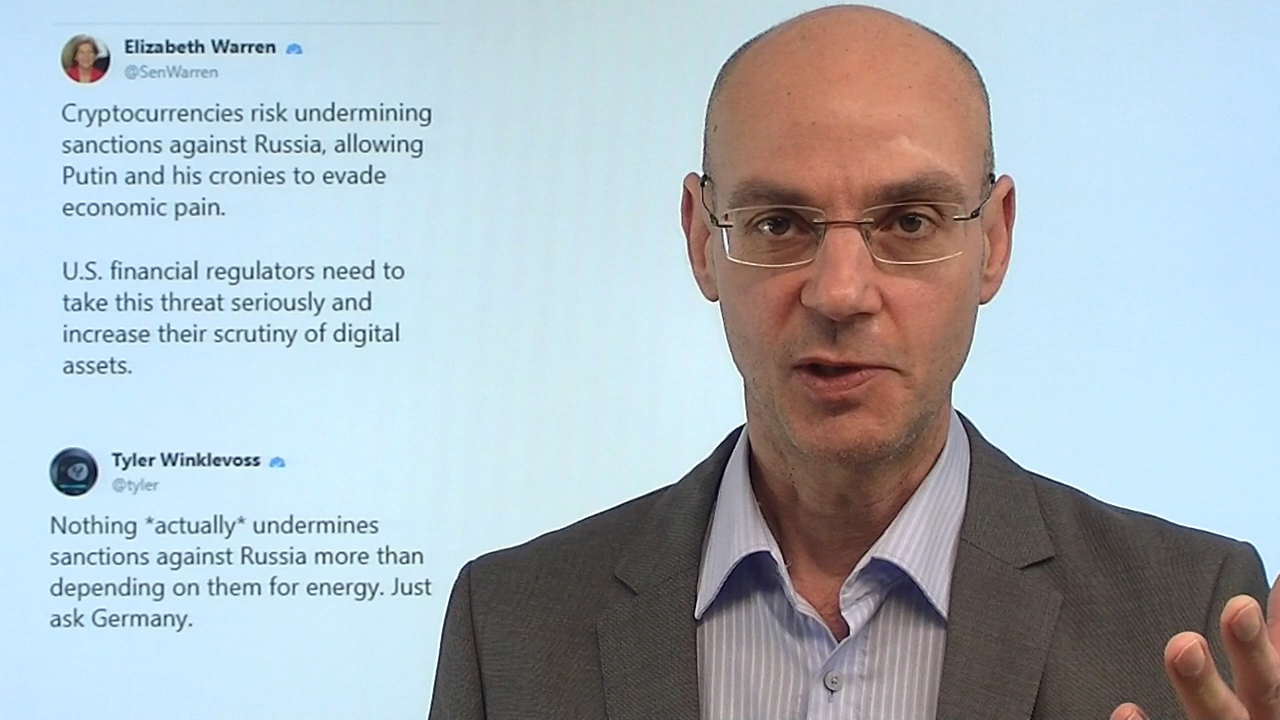 Elizabeth Warren
@SenWarren
Cryptocurrencies risk undermining
sanctions against Russia, allowing
Putin and his cronies to evade
economic pain.
U.S. financial regulators need to
take this threat seriously and
increase their scrutiny of digital
assets.
Tyler Winklevoss
@tyler
Nothing *actually* undermines
sanctions against Russia more than
depending on them for energy. Just
ask Germany.